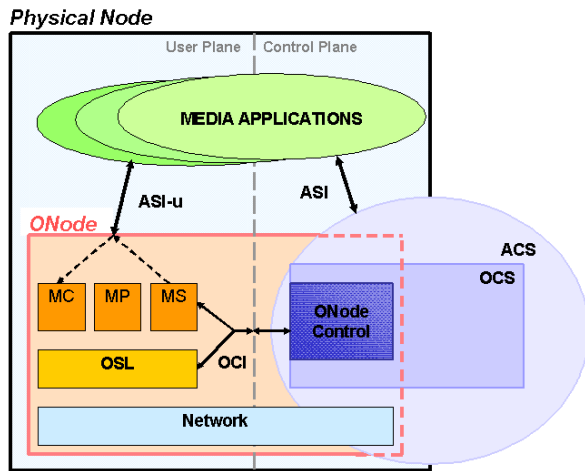 Physical Node
User Plane
Control Plane
MEDIA APPLICATIONS
ASI-u
ASI
ONode
ACS
OCS
MC
MP
MS
ONode
Control
OSL
OCI
Network